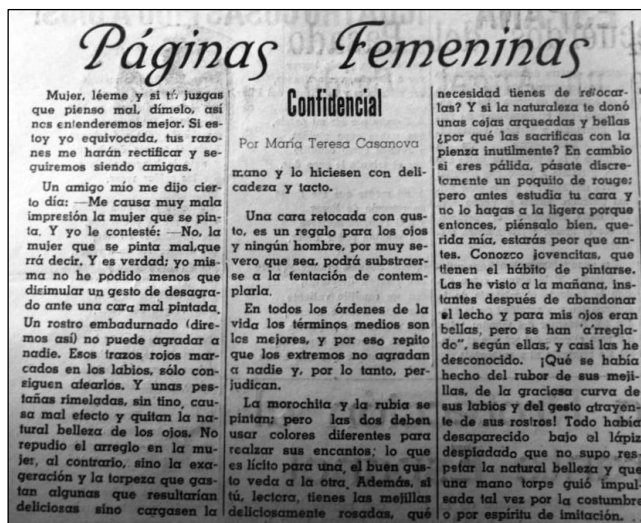 Páginas Femeninas
Mujer, léeme y si tú juzgas
que pienso mal, dímelo, así
nos entenderemos mejor. Si es-
toy yo equivocada, tus razo-
nes me harán rectificar y se-
guiremos siendo amigas.
Un amigo mío me dijo cier-
to día: —Me causa muy mala
impresión la mujer que se pin-
ta. Y yo le contesté: —No, la
mujer que se pinta mal,que
rrá decir. Y es verdad; yo mis-
ma no he podido menos que
disimular un gesto de desagra-
do ante una cara mal pintada.
Un rostro embadurnado (dire-
mos así) no puede agradar a
nadie. Esos trazos rojos mar-
cados en los labios, sólo con-
siguen afearlos. Y unas pes-
tañas rimeladas, sin tino, cau-
sa mal efecto y quitan la na-
tural belleza de los ojos. No
repudio el arreglo en la mu-
jer, al contrario, sino la exa-
geración y la torpeza que gas-
tan algunas que resultarían
deliciosas sino cargasen la
Confidencial
Por María Teresa Casanova
mano y lo hiciesen con deli-
cadeza y tacto.
Una cara retocada con gus-
to, es un regalo para los ojos
y ningún hombre, por muy se-
vero que sea, podrá substraer-
se a la tentación de contem-
plarla.
En todos los órdenes de la
vida los términos medios son
los mejores, y por eso repito
que los extremos no agradan
a nadie y, por lo tanto, per-
judican.
La morochita y la rubia se
pintan; pero las dos deben
usar colores diferentes para
realzar sus encantos; lo que
es lícito para una, el buen gus-
to veda a la otra. Además, si
tú, lectora, tienes las mejillas
deliciosamente rosadas, qué
necesidad tienes de retocar-
las? Y si la naturaleza te donó
unas cejas arqueadas y bellas
¿por qué las sacrificas con la
pienza inutilmente? En cambio
si eres pálida, pásate discre-
tamente un poquito de rouge;
pero antes estudia tu cara y
no lo hagas a la ligera porque
entonces, piénsalo bien, que-
rida mía, estarás peor que an-
tes. Conozco jovencitas, que
tienen el hábito de pintarse.
Las he visto a la mañana, ins-
tantes después de abandonar
el lecho y para mis ojos eran
bellas, pero se han "arregla-
do", según ellas, y casi las he
desconocido. ¡Qué se había
hecho del rubor de sus meji-
llas, de la graciosa curva de
sus labios y del gesto atrayen-
te de sus rostros! Todo había
desaparecido bajo el lápiz
despiadado que no supo res-
petar la natural belleza y que
una mano torpe guió impul-
sada tal vez por la costumbre
o por espíritu de imitación.